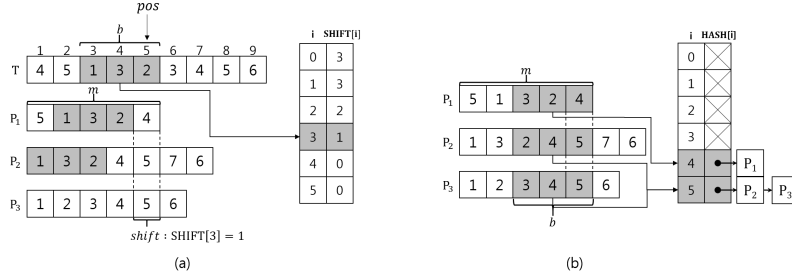 pos
b
i SHIFT[i]
1 2 3 4 5 6 7 8 9
T 4 5 1 3 2 3 4 5 6
m
P1 5 1 3 2 4
P2 1 3 2 4 5 7 6
P3 1 2 3 4 5 6
shift : SHIFT[3] = 1
0 3
1 3
2 2
3 1
4 0
5 0
(a)
i HASH[i]
m
P1 5 1 3 2 4
P2 1 3 2 4 5 7 6
P3 1 2 3 4 5 6
b
0
1
2
3
4 P1
5 P2 P3
(b)